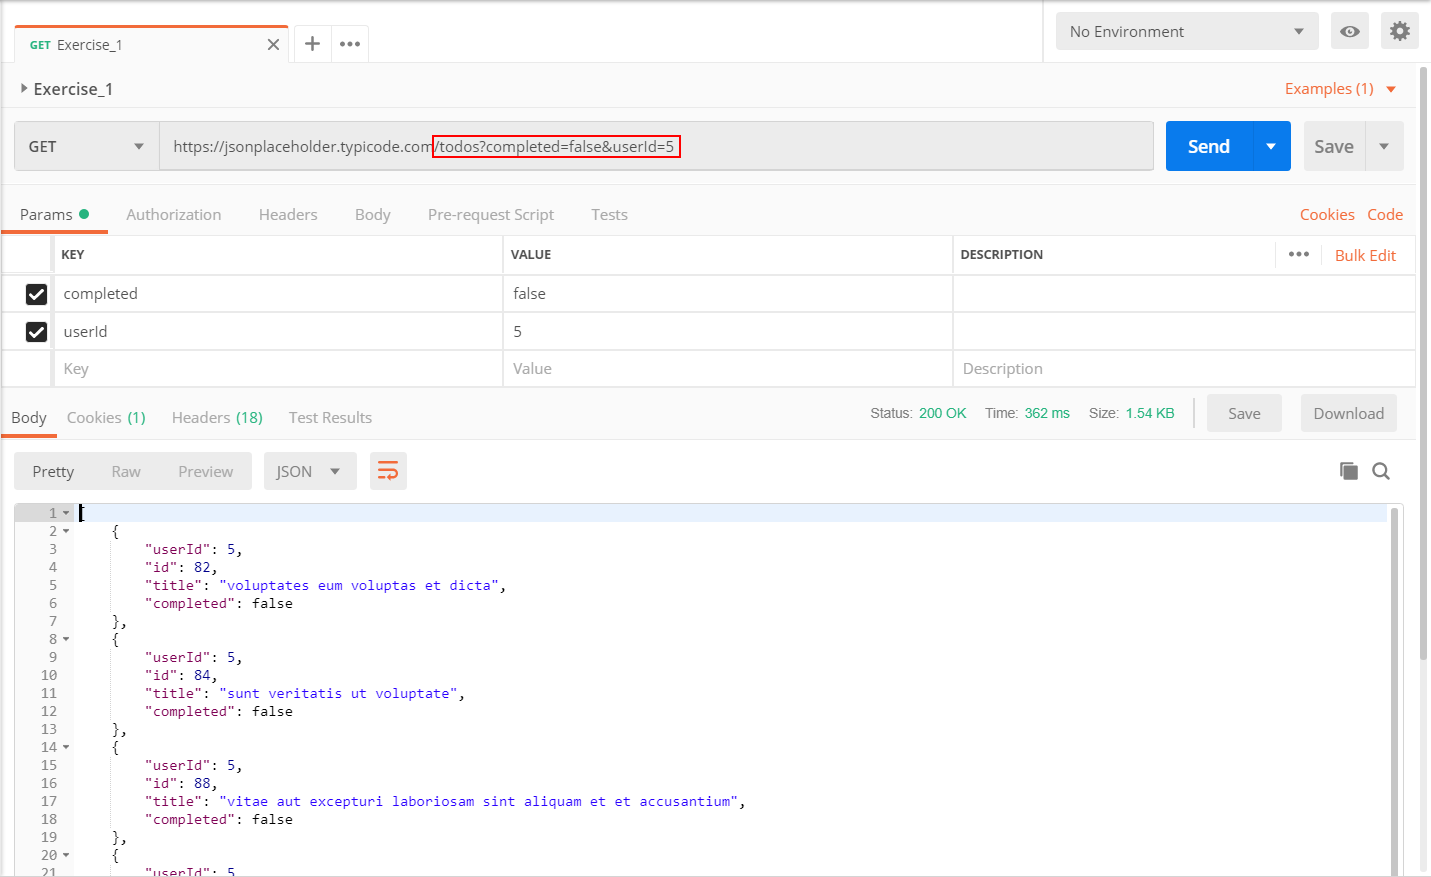 GET Exercise_1
No Environment
Exercise_1
Examples (1)
GET
https://jsonplaceholder.typicode.com/todos?completed=false&userId=5
Send
Save
Params Authorization Headers Body Pre-request Script Tests
Cookies Code
KEY VALUE DESCRIPTION
Bulk Edit
completed false
userId 5
Key Value Description
Body Cookies (1) Headers (18) Test Results
Status: 200 OK Time: 362 ms Size: 1.54 KB
Save Download
Pretty Raw Preview JSON
1 [
2 {
3 "userId": 5,
4 "id": 82,
5 "title": "voluptates eum voluptas et dicta",
6 "completed": false
7 },
8 {
9 "userId": 5,
10 "id": 84,
11 "title": "sunt veritatis ut voluptate",
12 "completed": false
13 },
14 {
15 "userId": 5,
16 "id": 88,
17 "title": "vitae aut excepturi laboriosam sint aliquam et et accusantium",
18 "completed": false
19 },
20 {
21 "userId": 5